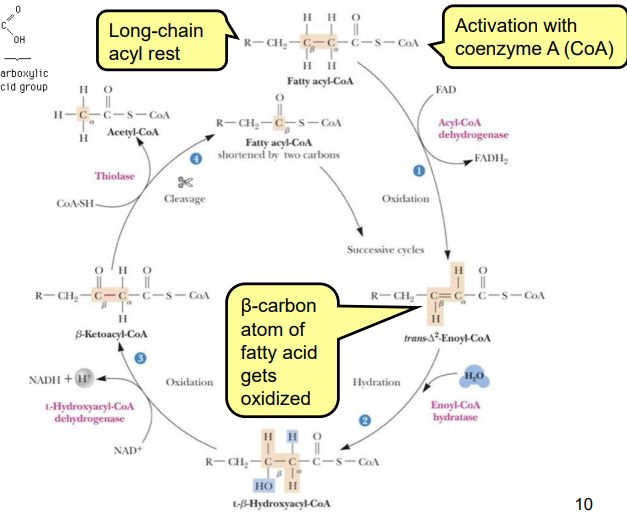 C
O
OH
arboxylic
cid group
Long-chain
acyl rest
H H O
R—CH₂—C—C—C—S—CoA
β α
H H
Fatty acyl-CoA
Activation with
coenzyme A (CoA)
H O
H—C—C—S—CoA
α
H
Acetyl-CoA
O
R—CH₂—C—S—CoA
β
Fatty acyl-CoA
shortened by two carbons
FAD
Acyl-CoA
dehydrogenase
FADH₂
1
Oxidation
4
Thiolase
Cleavage
CoA-SH
Successive cycles
O H O
R—CH₂—C—C—C—S—CoA
β α
H
β-Ketoacyl-CoA
H O
R—CH₂—C=C—C—S—CoA
β α
H
trans-Δ²-Enoyl-CoA
β-carbon
atom of
fatty acid
gets
oxidized
3
NADH + H⁺
Oxidation
L-Hydroxyacyl-CoA
dehydrogenase
NAD⁺
Hydration
H₂O
Enoyl-CoA
hydratase
2
H H O
R—CH₂—C—C—C—S—CoA
β α
HO H
L-β-Hydroxyacyl-CoA
10